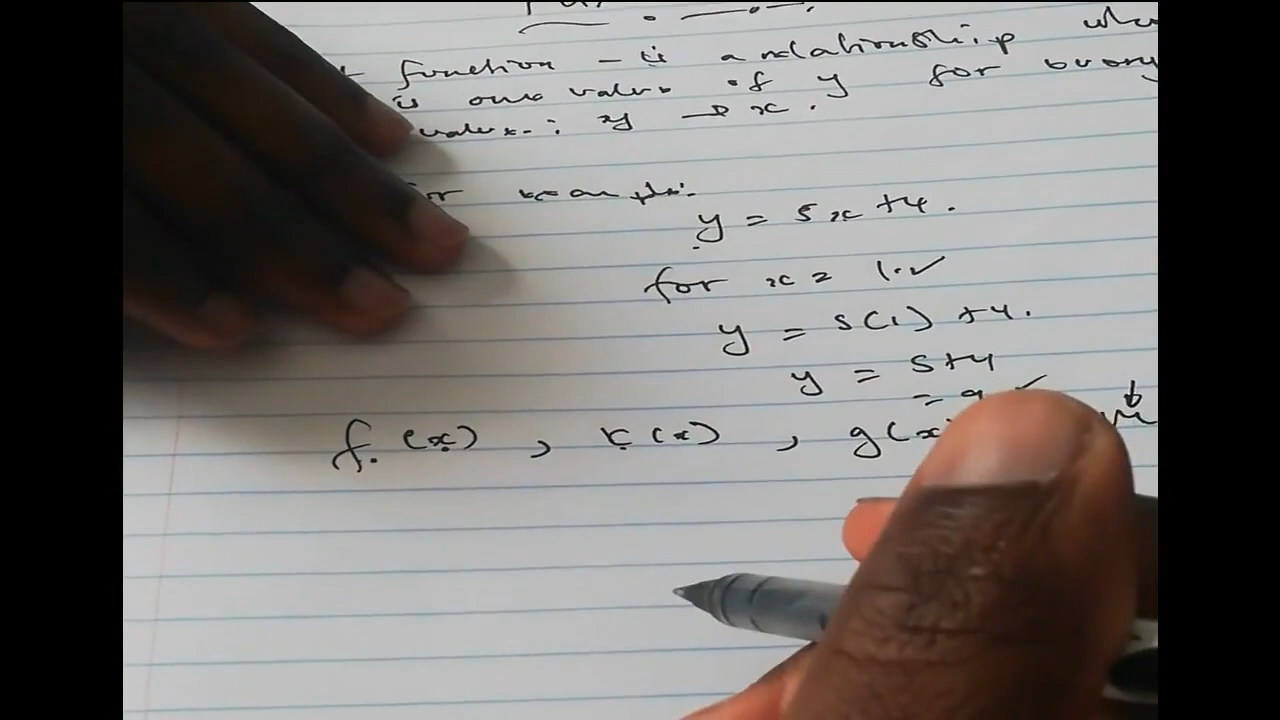 function - is a relationship
is one value of y for every
value : xy → x.
for example:
y = 5x + 4.
for x = 1. ✓
y = 5(1) + 4.
y = 5 + 4
= 9 ✓
f(x) , k(x) , g(x)